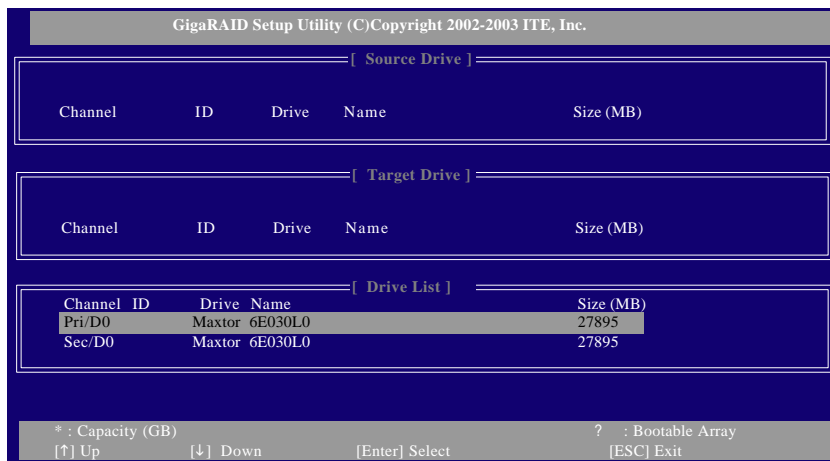 GigaRAID Setup Utility (C)Copyright 2002-2003 ITE, Inc.
[ Source Drive ]
Channel ID Drive Name Size (MB)
[ Target Drive ]
Channel ID Drive Name Size (MB)
[ Drive List ]
Channel ID Drive Name Size (MB)
Pri/D0 Maxtor 6E030L0 27895
Sec/D0 Maxtor 6E030L0 27895
* : Capacity (GB) ? : Bootable Array
[↑] Up [↓] Down [Enter] Select [ESC] Exit